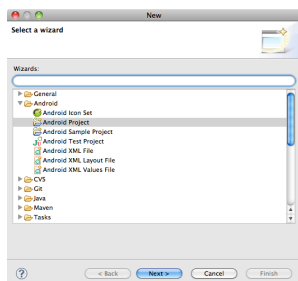 New
Select a wizard
Wizards:
General
Android
Android Icon Set
Android Project
Android Sample Project
Android Test Project
Android XML File
Android XML Layout File
Android XML Values File
CVS
Git
Java
Maven
Tasks
? < Back Next > Cancel Finish